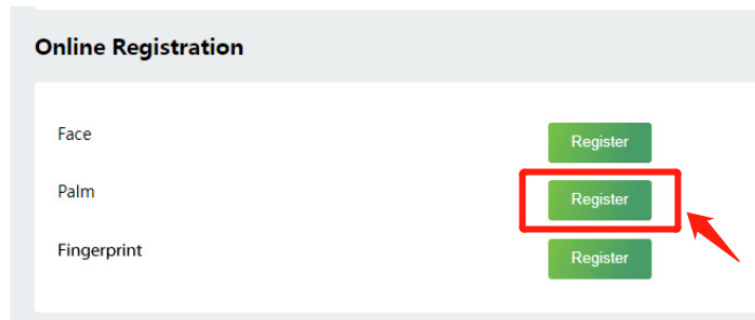 Online Registration
Face
Register
Palm
Register
Fingerprint
Register